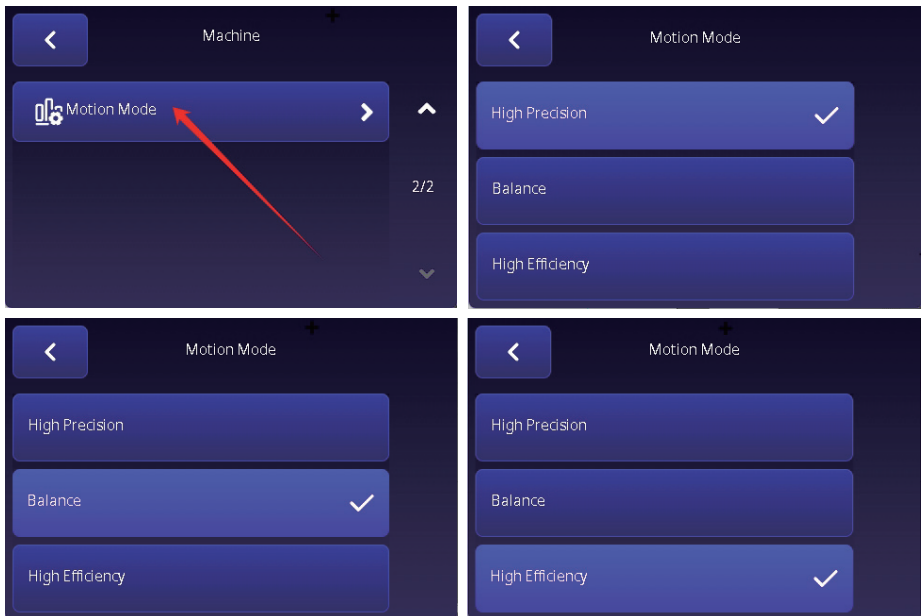 Machine
Motion Mode
2/2
Motion Mode
High Precision
Balance
High Efficiency
Motion Mode
High Precision
Balance
High Efficiency
Motion Mode
High Precision
Balance
High Efficiency